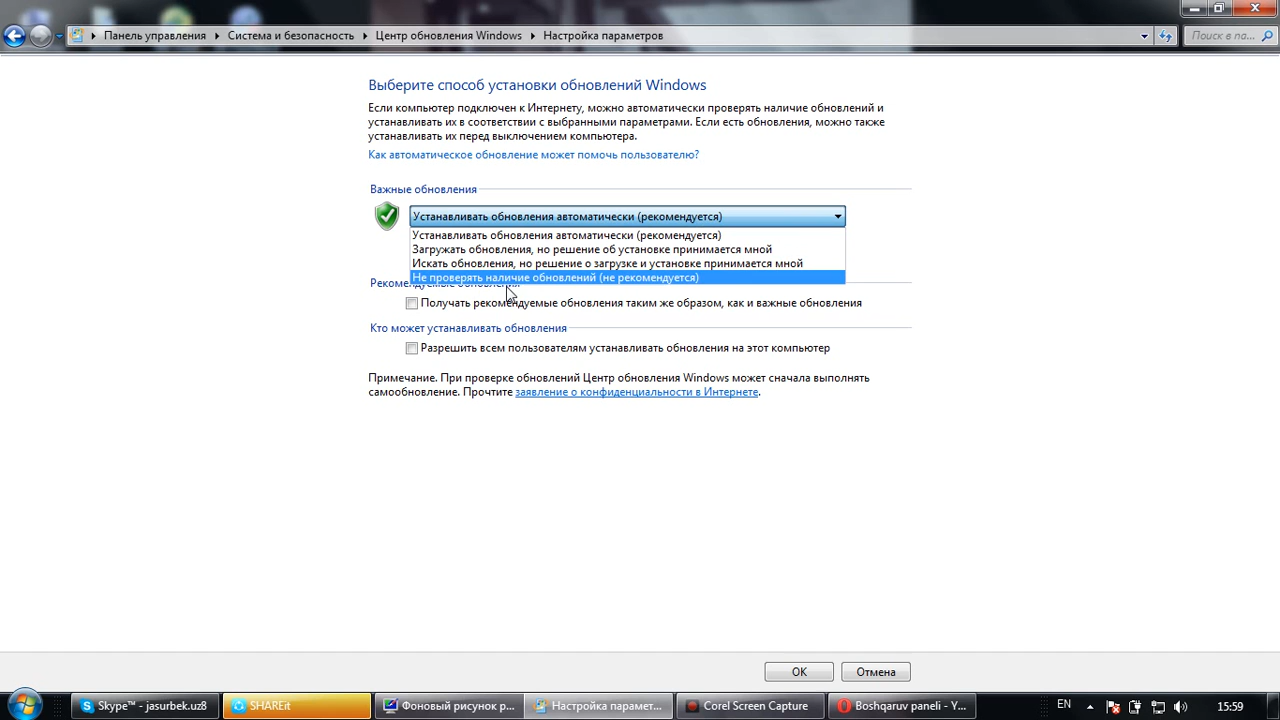 Панель управления
Система и безопасность
Центр обновления Windows
Настройка параметров
Поиск в па...
Выберите способ установки обновлений Windows
Если компьютер подключен к Интернету, можно автоматически проверять наличие обновлений и
устанавливать их в соответствии с выбранными параметрами. Если есть обновления, можно также
устанавливать их перед выключением компьютера.
Как автоматическое обновление может помочь пользователю?
Важные обновления
Устанавливать обновления автоматически (рекомендуется)
Устанавливать обновления автоматически (рекомендуется)
Загружать обновления, но решение об установке принимается мной
Искать обновления, но решение о загрузке и установке принимается мной
Не проверять наличие обновлений (не рекомендуется)
Рекомендуемые обновления
Получать рекомендуемые обновления таким же образом, как и важные обновления
Кто может устанавливать обновления
Разрешить всем пользователям устанавливать обновления на этот компьютер
Примечание. При проверке обновлений Центр обновления Windows может сначала выполнять
самообновление. Прочтите заявление о конфиденциальности в Интернете.
ОК
Отмена
Skype™ - jasurbek.uz8
SHAREit
Фоновый рисунок р...
Настройка парамет...
Corel Screen Capture
Boshqaruv paneli - Y...
EN
15:59